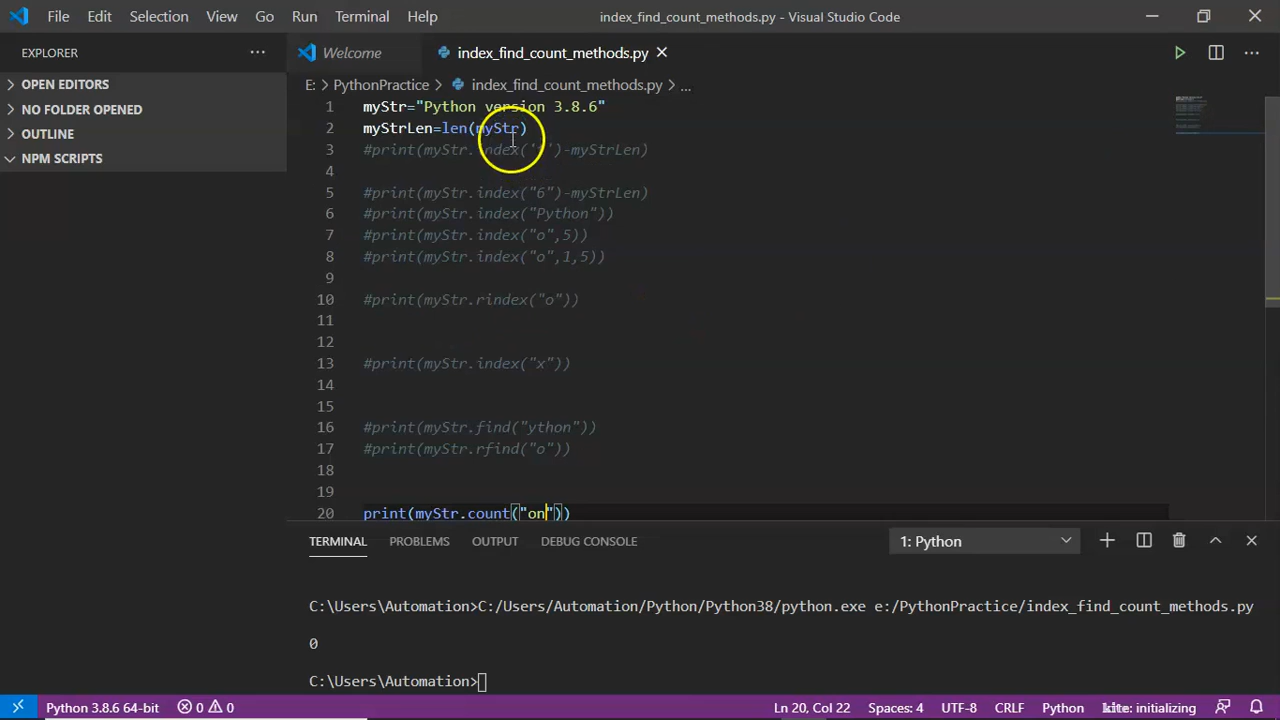 File Edit Selection View Go Run Terminal Help index_find_count_methods.py - Visual Studio Code
EXPLORER
OPEN EDITORS
NO FOLDER OPENED
OUTLINE
NPM SCRIPTS
Welcome index_find_count_methods.py
E: > PythonPractice > index_find_count_methods.py > ...
1 myStr="Python version 3.8.6"
2 myStrLen=len(myStr)
3 #print(myStr.index(' ')-myStrLen)
4
5 #print(myStr.index("6")-myStrLen)
6 #print(myStr.index("Python"))
7 #print(myStr.index("o",5))
8 #print(myStr.index("o",1,5))
9
10 #print(myStr.rindex("o"))
11
12
13 #print(myStr.index("x"))
14
15
16 #print(myStr.find("ython"))
17 #print(myStr.rfind("o"))
18
19
20 print(myStr.count("on"))
TERMINAL PROBLEMS OUTPUT DEBUG CONSOLE 1: Python
C:\Users\Automation>C:/Users/Automation/Python/Python38/python.exe e:/PythonPractice/index_find_count_methods.py
0
C:\Users\Automation>
Python 3.8.6 64-bit 0 0 Ln 20, Col 22 Spaces: 4 UTF-8 CRLF Python kite: initializing